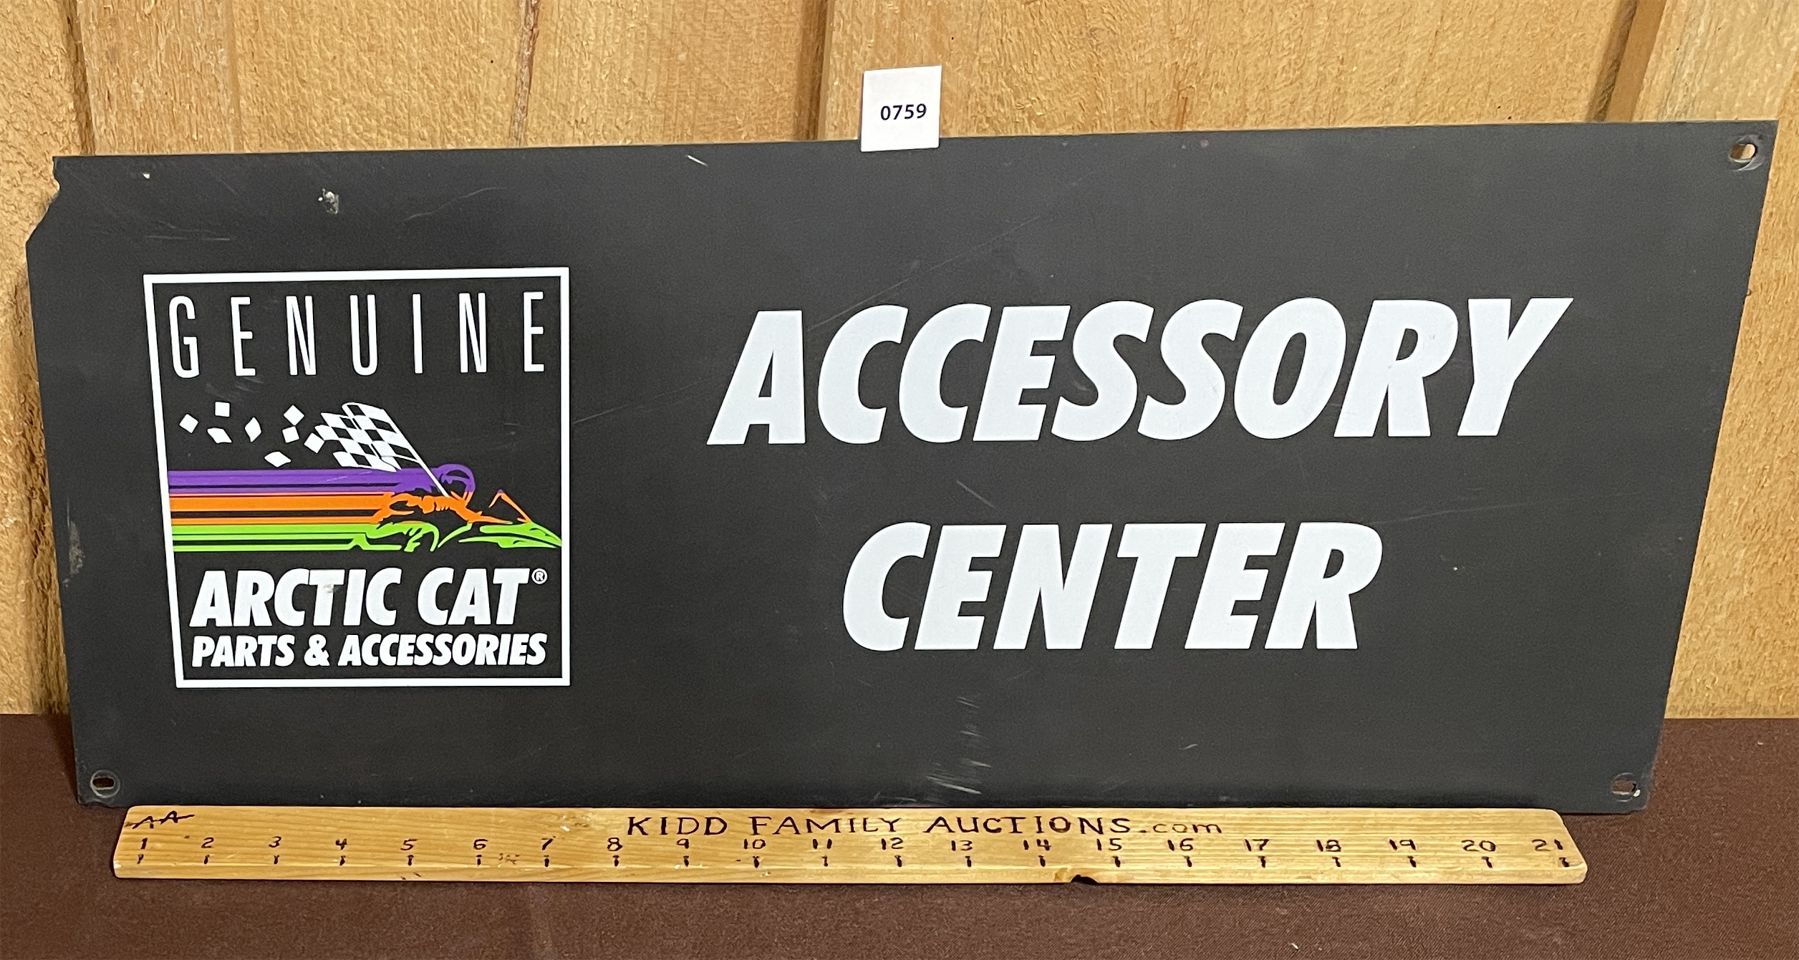 0759
GENUINE
ARCTIC CAT®
PARTS & ACCESSORIES
ACCESSORY
CENTER
KIDD FAMILY AUCTIONS.com
AA
1 2 3 4 5 6 7 8 9 10 11 12 13 14 15 16 17 18 19 20 21